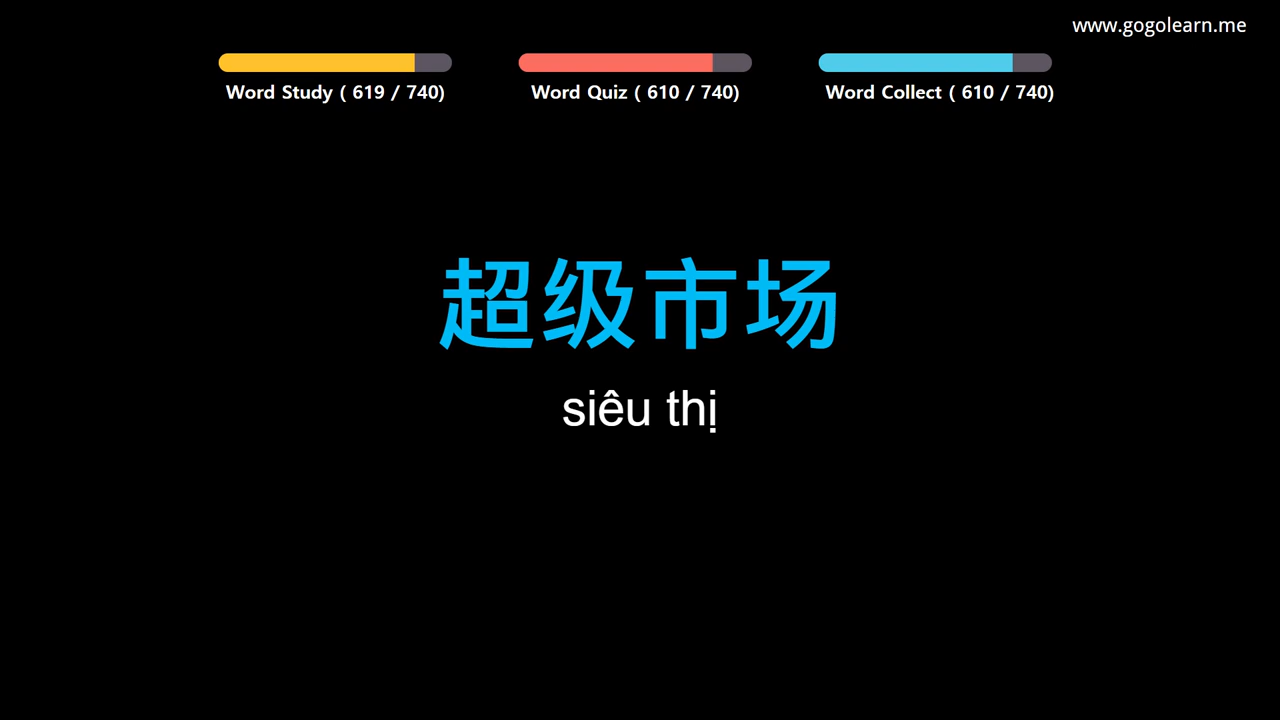 www.gogolearn.me
Word Study ( 619 / 740)
Word Quiz ( 610 / 740)
Word Collect ( 610 / 740)
超级市场
siêu thị